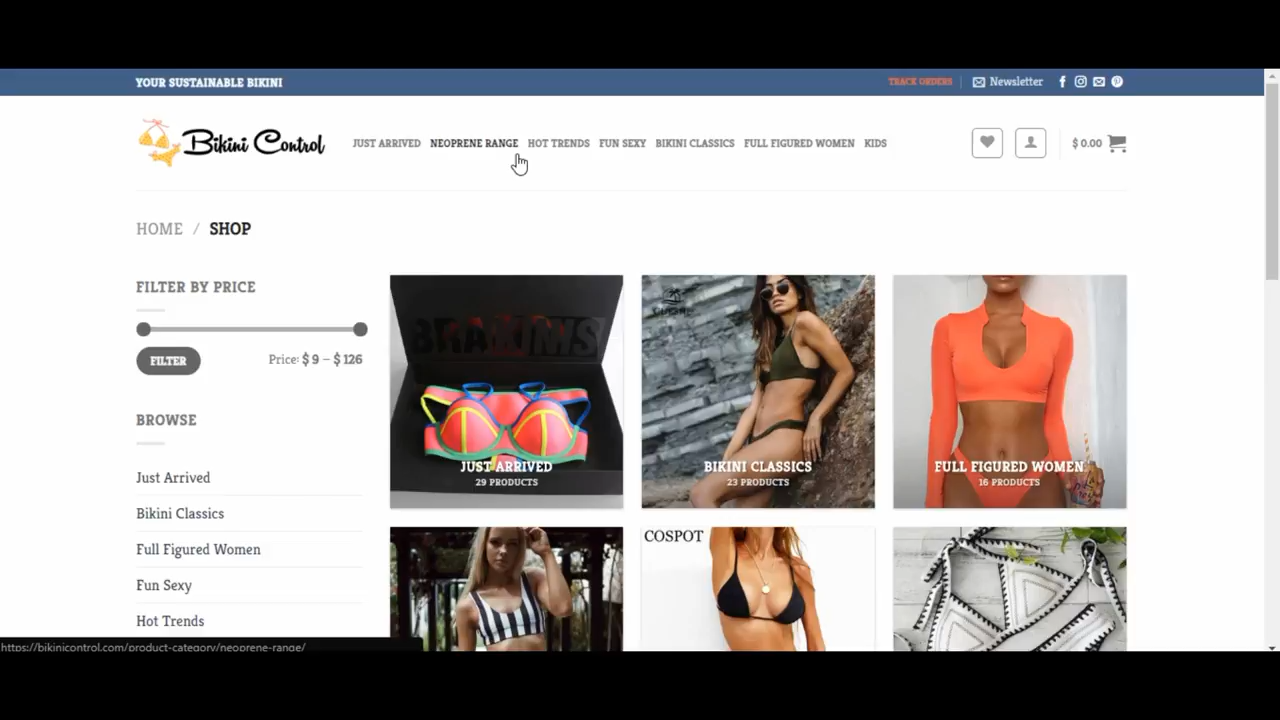 YOUR SUSTAINABLE BIKINI
TRACK ORDERS
Newsletter
Bikini Control
JUST ARRIVED NEOPRENE RANGE HOT TRENDS FUN SEXY BIKINI CLASSICS FULL FIGURED WOMEN KIDS
$ 0.00
HOME / SHOP
FILTER BY PRICE
FILTER
Price: $ 9 – $ 126
BROWSE
Just Arrived
Bikini Classics
Full Figured Women
Fun Sexy
Hot Trends
JUST ARRIVED
29 PRODUCTS
BIKINI CLASSICS
23 PRODUCTS
FULL FIGURED WOMEN
16 PRODUCTS
COSPOT
https://bikinicontrol.com/product-category/neoprene-range/